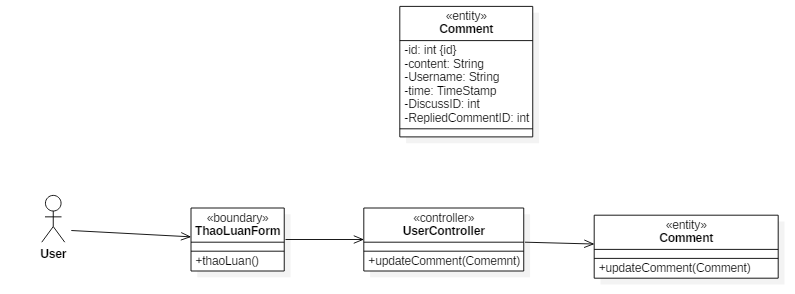 «entity»
Comment
-id: int {id}
-content: String
-Username: String
-time: TimeStamp
-DiscussID: int
-RepliedCommentID: int
User
«boundary»
ThaoLuanForm
+thaoLuan()
«controller»
UserController
+updateComment(Comemnt)
«entity»
Comment
+updateComment(Comment)